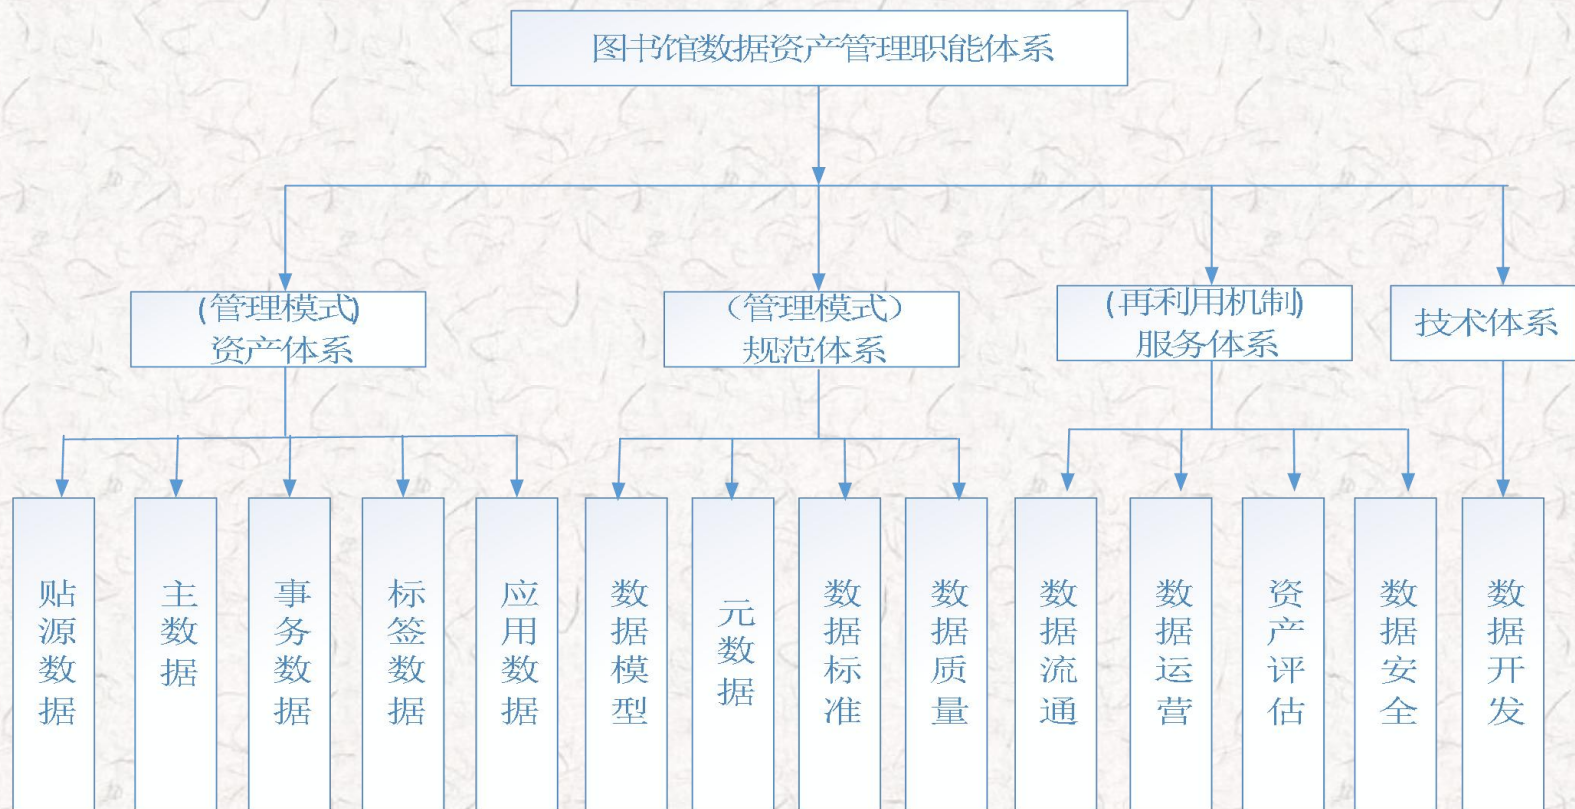 图书馆数据资产管理职能体系
(管理模式)
资产体系
（管理模式）
规范体系
(再利用机制)
服务体系
技术体系
贴源数据
主数据
事务数据
标签数据
应用数据
数据模型
元数据
数据标准
数据质量
数据流通
数据运营
资产评估
数据安全
数据开发